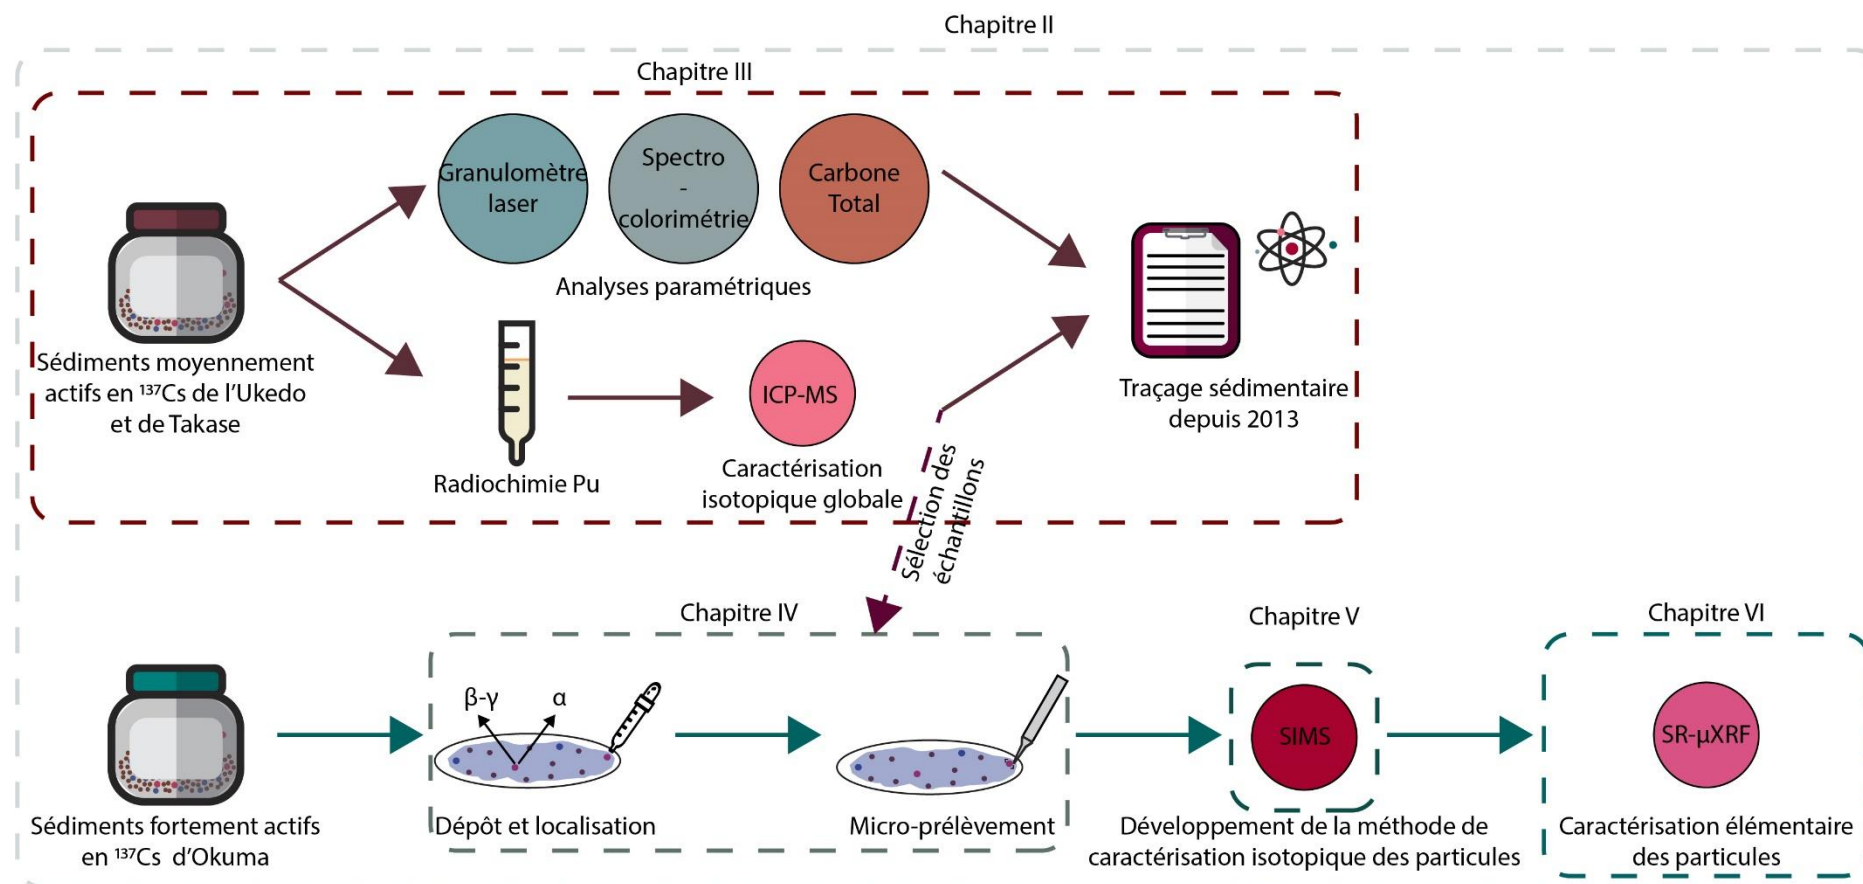 Chapitre II
Chapitre III
Granulomètre
laser
Spectro
-
colorimétrie
Carbone
Total
Analyses paramétriques
Sédiments moyennement
actifs en ¹³⁷Cs de l’Ukedo
et de Takase
Radiochimie Pu
ICP-MS
Caractérisation
isotopique globale
Traçage sédimentaire
depuis 2013
Sélection des
échantillons
Chapitre IV
Chapitre V
Chapitre VI
β-γ
α
SIMS
SR-µXRF
Sédiments fortement actifs
en ¹³⁷Cs d’Okuma
Dépôt et localisation
Micro-prélèvement
Développement de la méthode de
caractérisation isotopique des particules
Caractérisation élémentaire
des particules